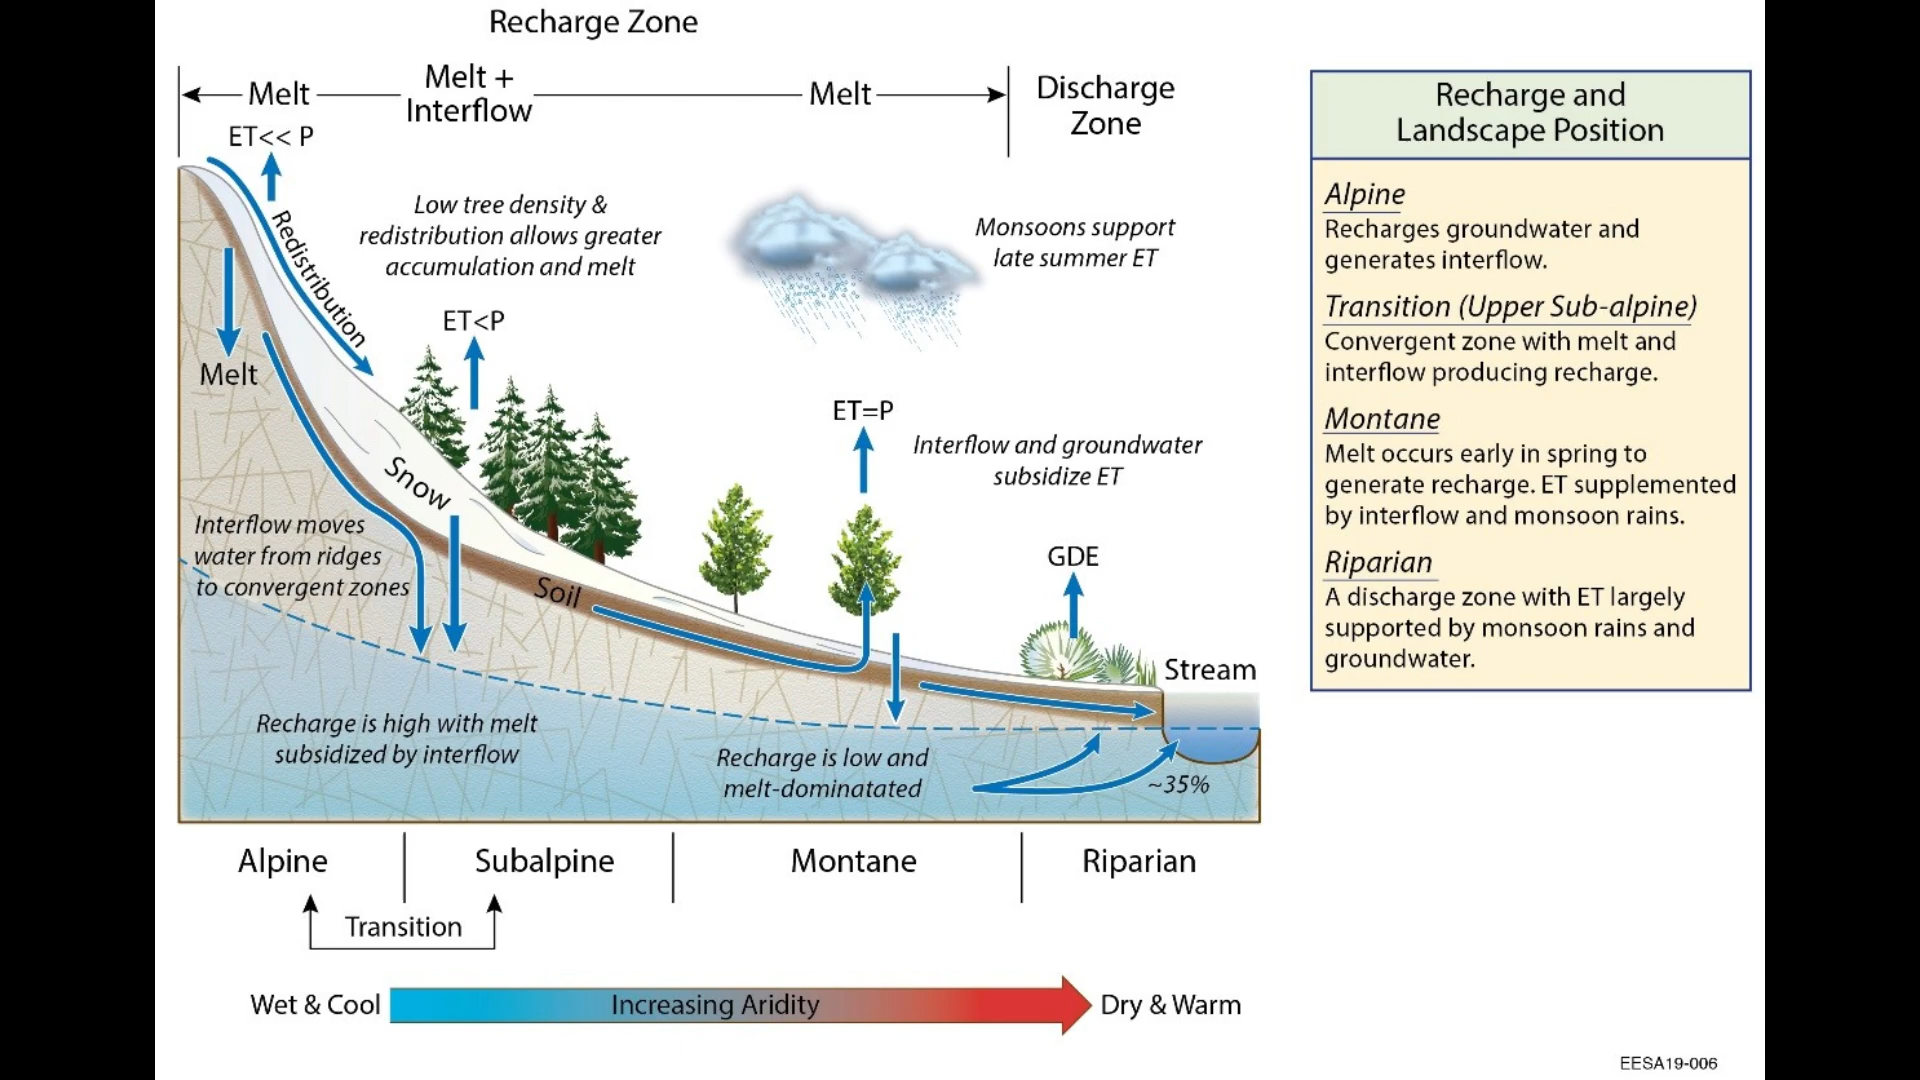 Recharge Zone
Melt
Melt +
Interflow
Melt
Discharge
Zone
ET<< P
Redistribution
Low tree density &
redistribution allows greater
accumulation and melt
Monsoons support
late summer ET
ET<P
Melt
ET=P
Interflow and groundwater
subsidize ET
Snow
Interflow moves
water from ridges
to convergent zones
Soil
GDE
Stream
Recharge is high with melt
subsidized by interflow
Recharge is low and
melt-dominatated
~35%
Alpine
Subalpine
Montane
Riparian
Transition
Wet & Cool
Increasing Aridity
Dry & Warm
Recharge and
Landscape Position
Alpine
Recharges groundwater and
generates interflow.
Transition (Upper Sub-alpine)
Convergent zone with melt and
interflow producing recharge.
Montane
Melt occurs early in spring to
generate recharge. ET supplemented
by interflow and monsoon rains.
Riparian
A discharge zone with ET largely
supported by monsoon rains and
groundwater.
EESA19-006